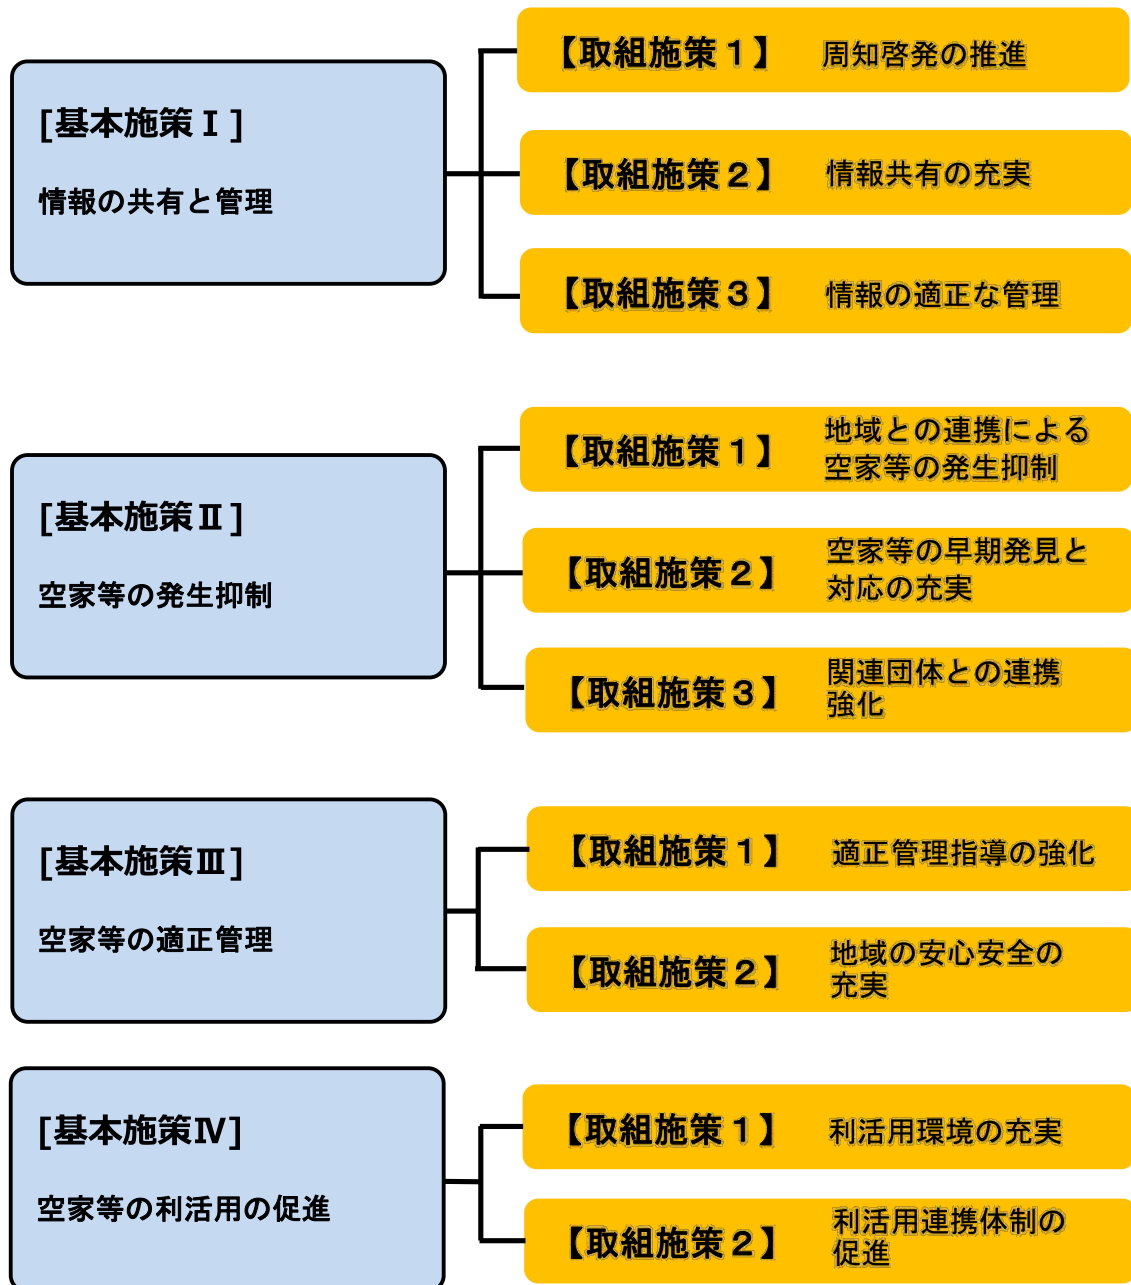 [基本施策Ⅰ]
情報の共有と管理
【取組施策１】 周知啓発の推進
【取組施策２】 情報共有の充実
【取組施策３】 情報の適正な管理
[基本施策Ⅱ]
空家等の発生抑制
【取組施策１】 地域との連携による
空家等の発生抑制
【取組施策２】 空家等の早期発見と
対応の充実
【取組施策３】 関連団体との連携
強化
[基本施策Ⅲ]
空家等の適正管理
【取組施策１】 適正管理指導の強化
【取組施策２】 地域の安心安全の
充実
[基本施策Ⅳ]
空家等の利活用の促進
【取組施策１】 利活用環境の充実
【取組施策２】 利活用連携体制の
促進